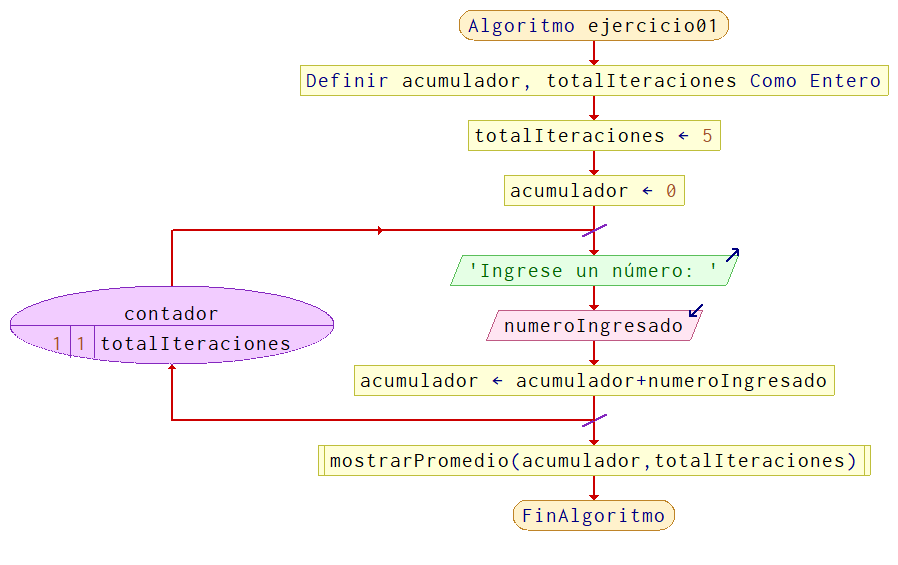 Algoritmo ejercicio01
Definir acumulador, totalIteraciones Como Entero
totalIteraciones ← 5
acumulador ← 0
'Ingrese un número: '
contador
1 1 totalIteraciones
numeroIngresado
acumulador ← acumulador+numeroIngresado
mostrarPromedio(acumulador,totalIteraciones)
FinAlgoritmo